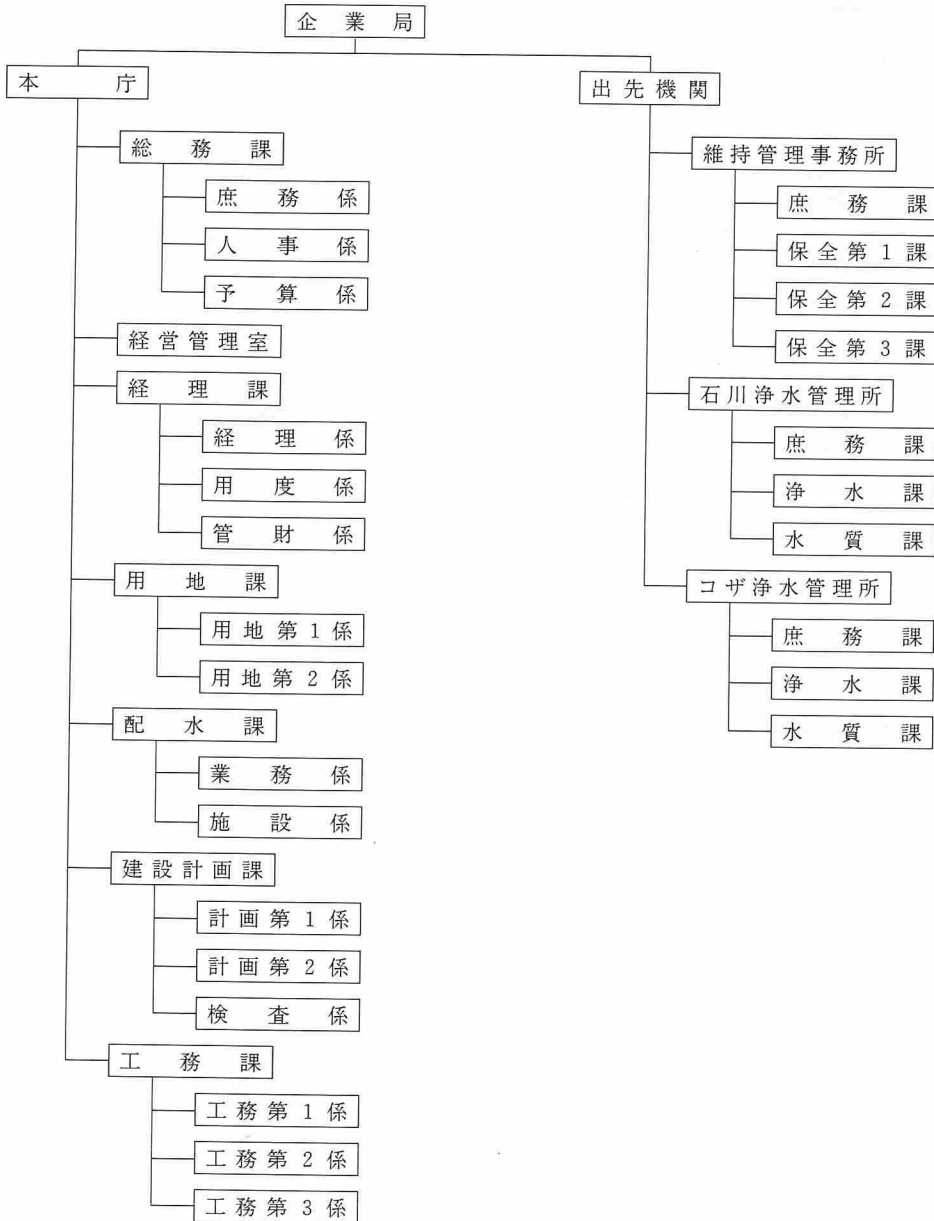 企業局
本庁
総務課
庶務係
人事係
予算係
経営管理室
経理課
経理係
用度係
管財係
用地課
用地第1係
用地第2係
配水課
業務係
施設係
建設計画課
計画第1係
計画第2係
検査係
工務課
工務第1係
工務第2係
工務第3係
出先機関
維持管理事務所
庶務課
保全第1課
保全第2課
保全第3課
石川浄水管理所
庶務課
浄水課
水質課
コザ浄水管理所
庶務課
浄水課
水質課